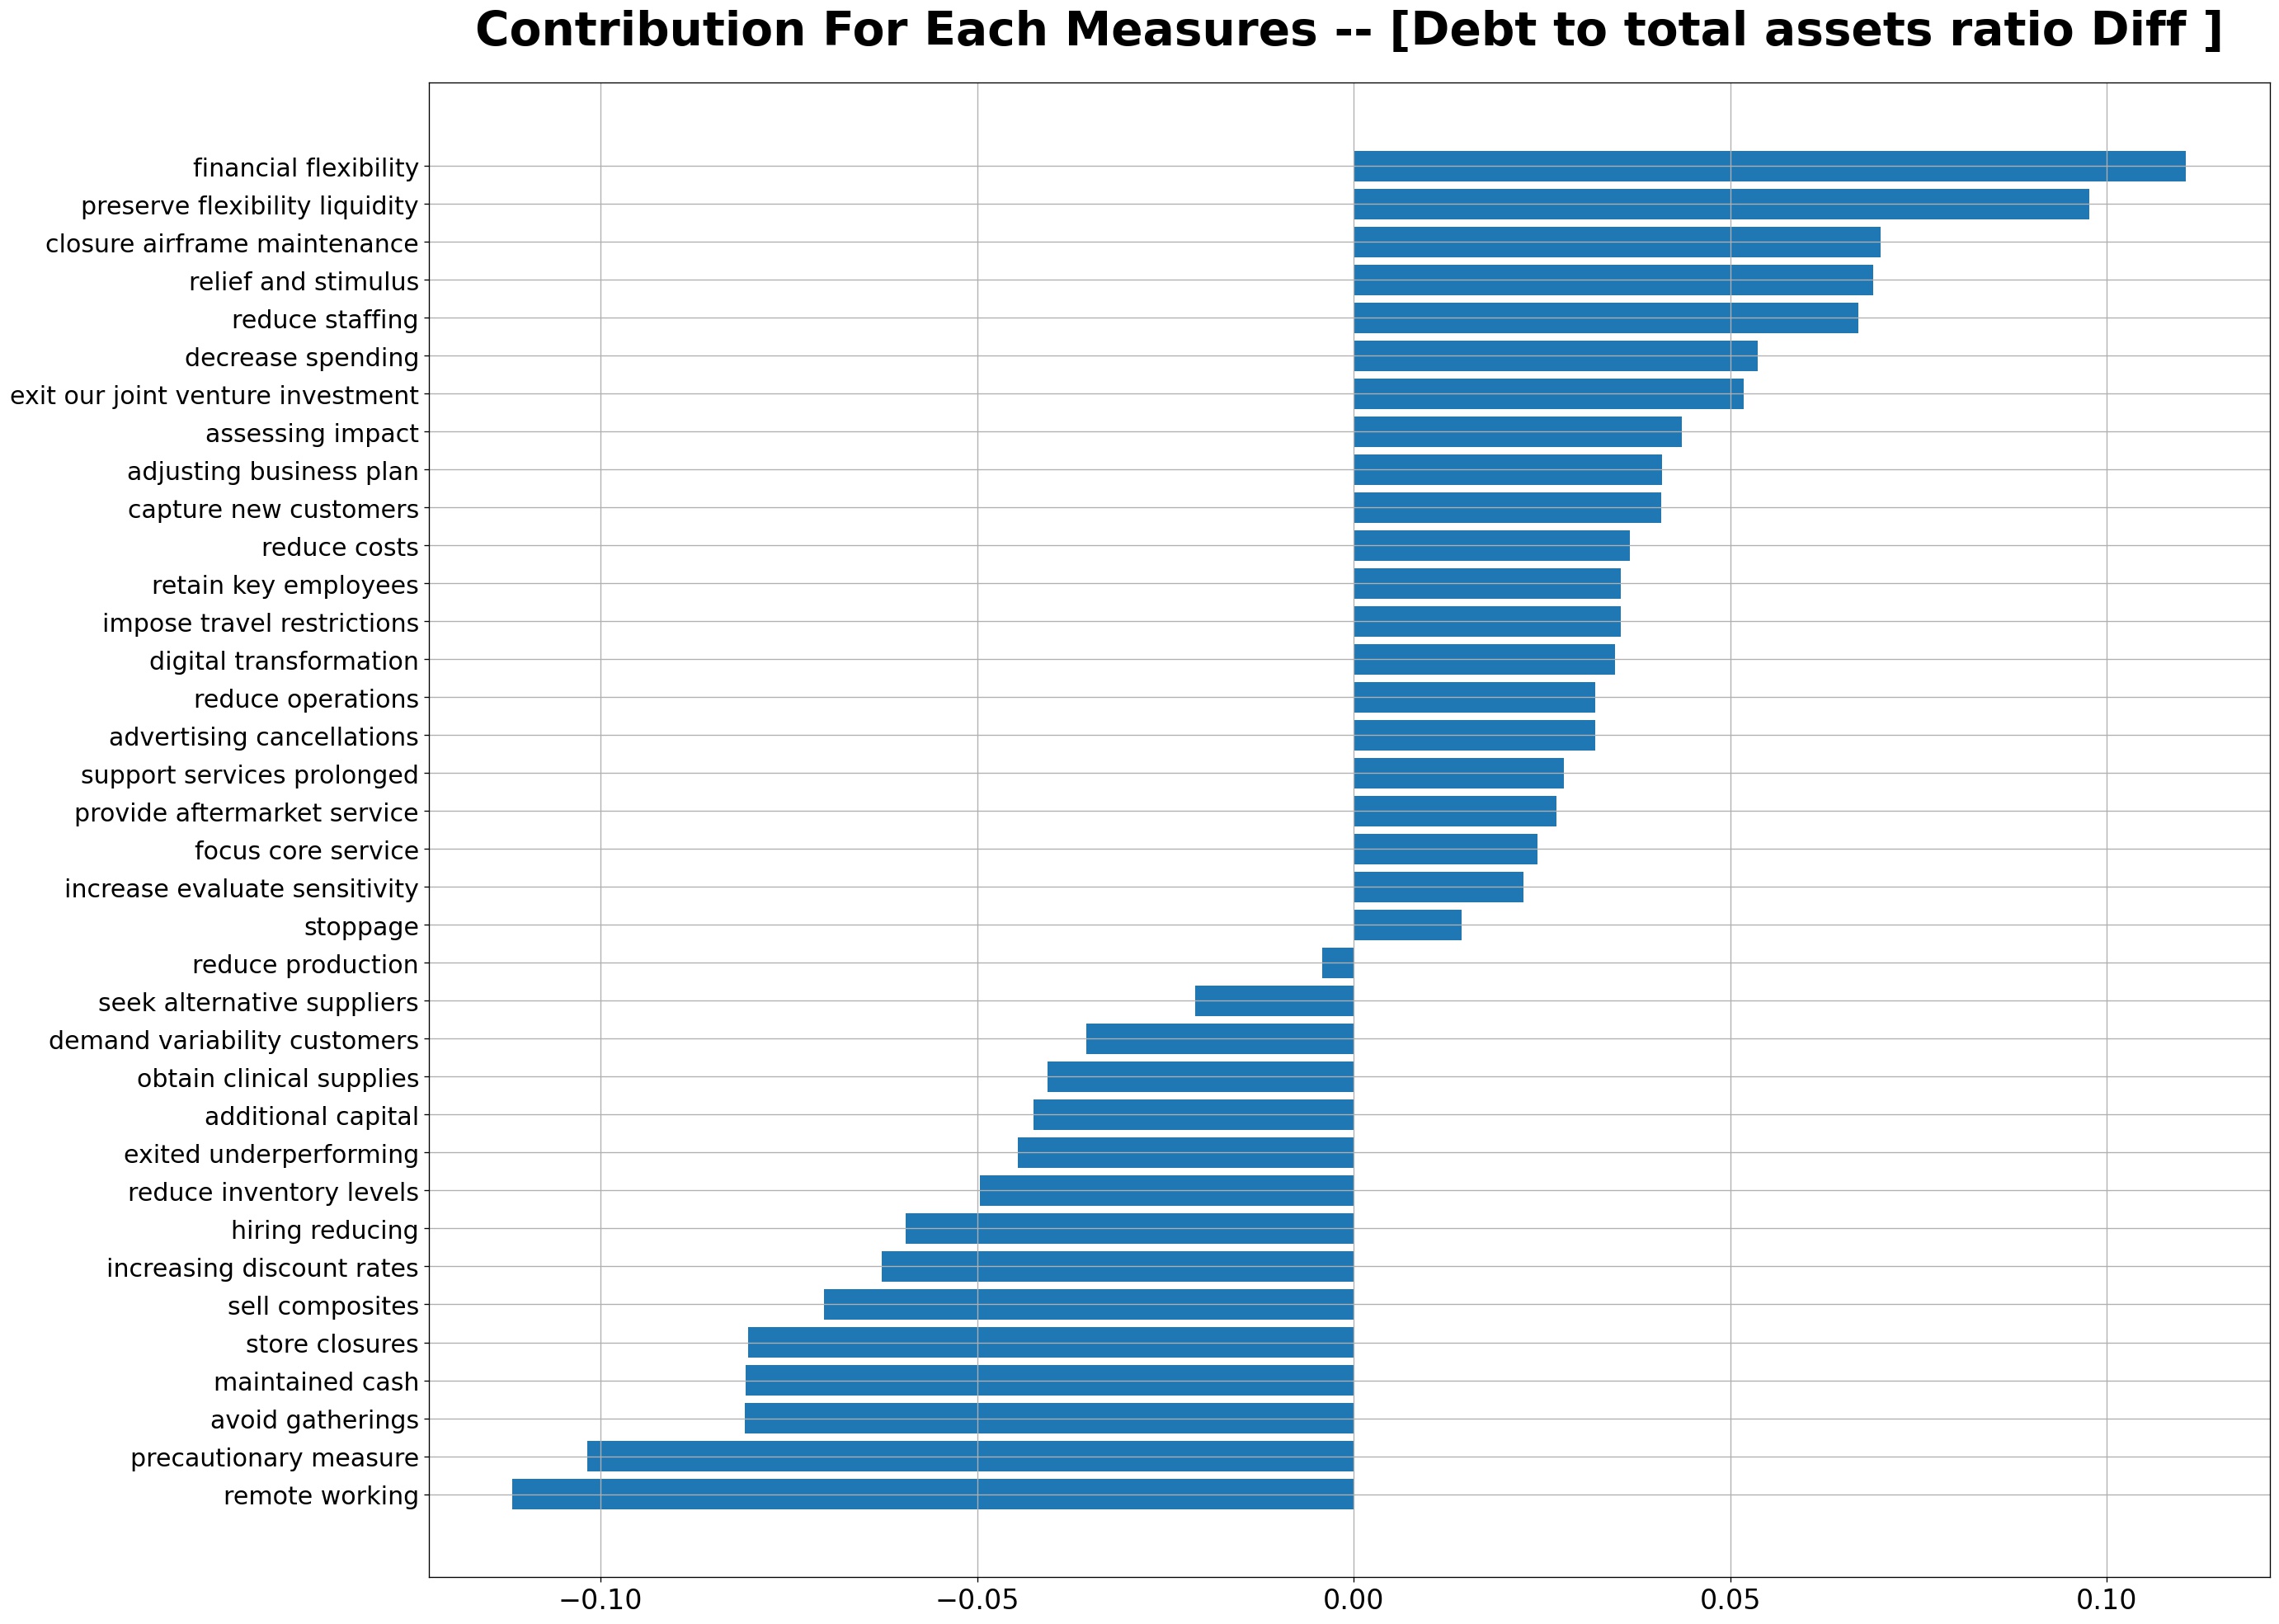 Contribution For Each Measures -- [Debt to total assets ratio Diff ]
financial flexibility
preserve flexibility liquidity
closure airframe maintenance
relief and stimulus
reduce staffing
decrease spending
exit our joint venture investment
assessing impact
adjusting business plan
capture new customers
reduce costs
retain key employees
impose travel restrictions
digital transformation
reduce operations
advertising cancellations
support services prolonged
provide aftermarket service
focus core service
increase evaluate sensitivity
stoppage
reduce production
seek alternative suppliers
demand variability customers
obtain clinical supplies
additional capital
exited underperforming
reduce inventory levels
hiring reducing
increasing discount rates
sell composites
store closures
maintained cash
avoid gatherings
precautionary measure
remote working
−0.10 −0.05 0.00 0.05 0.10